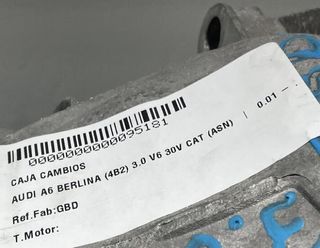 0000000000095181
CAJA CAMBIOS
AUDI A6 BERLINA (4B2) 3.0 V6 30V CAT (ASN) | 0.01 —
Ref.Fab:GBD
T.Motor: